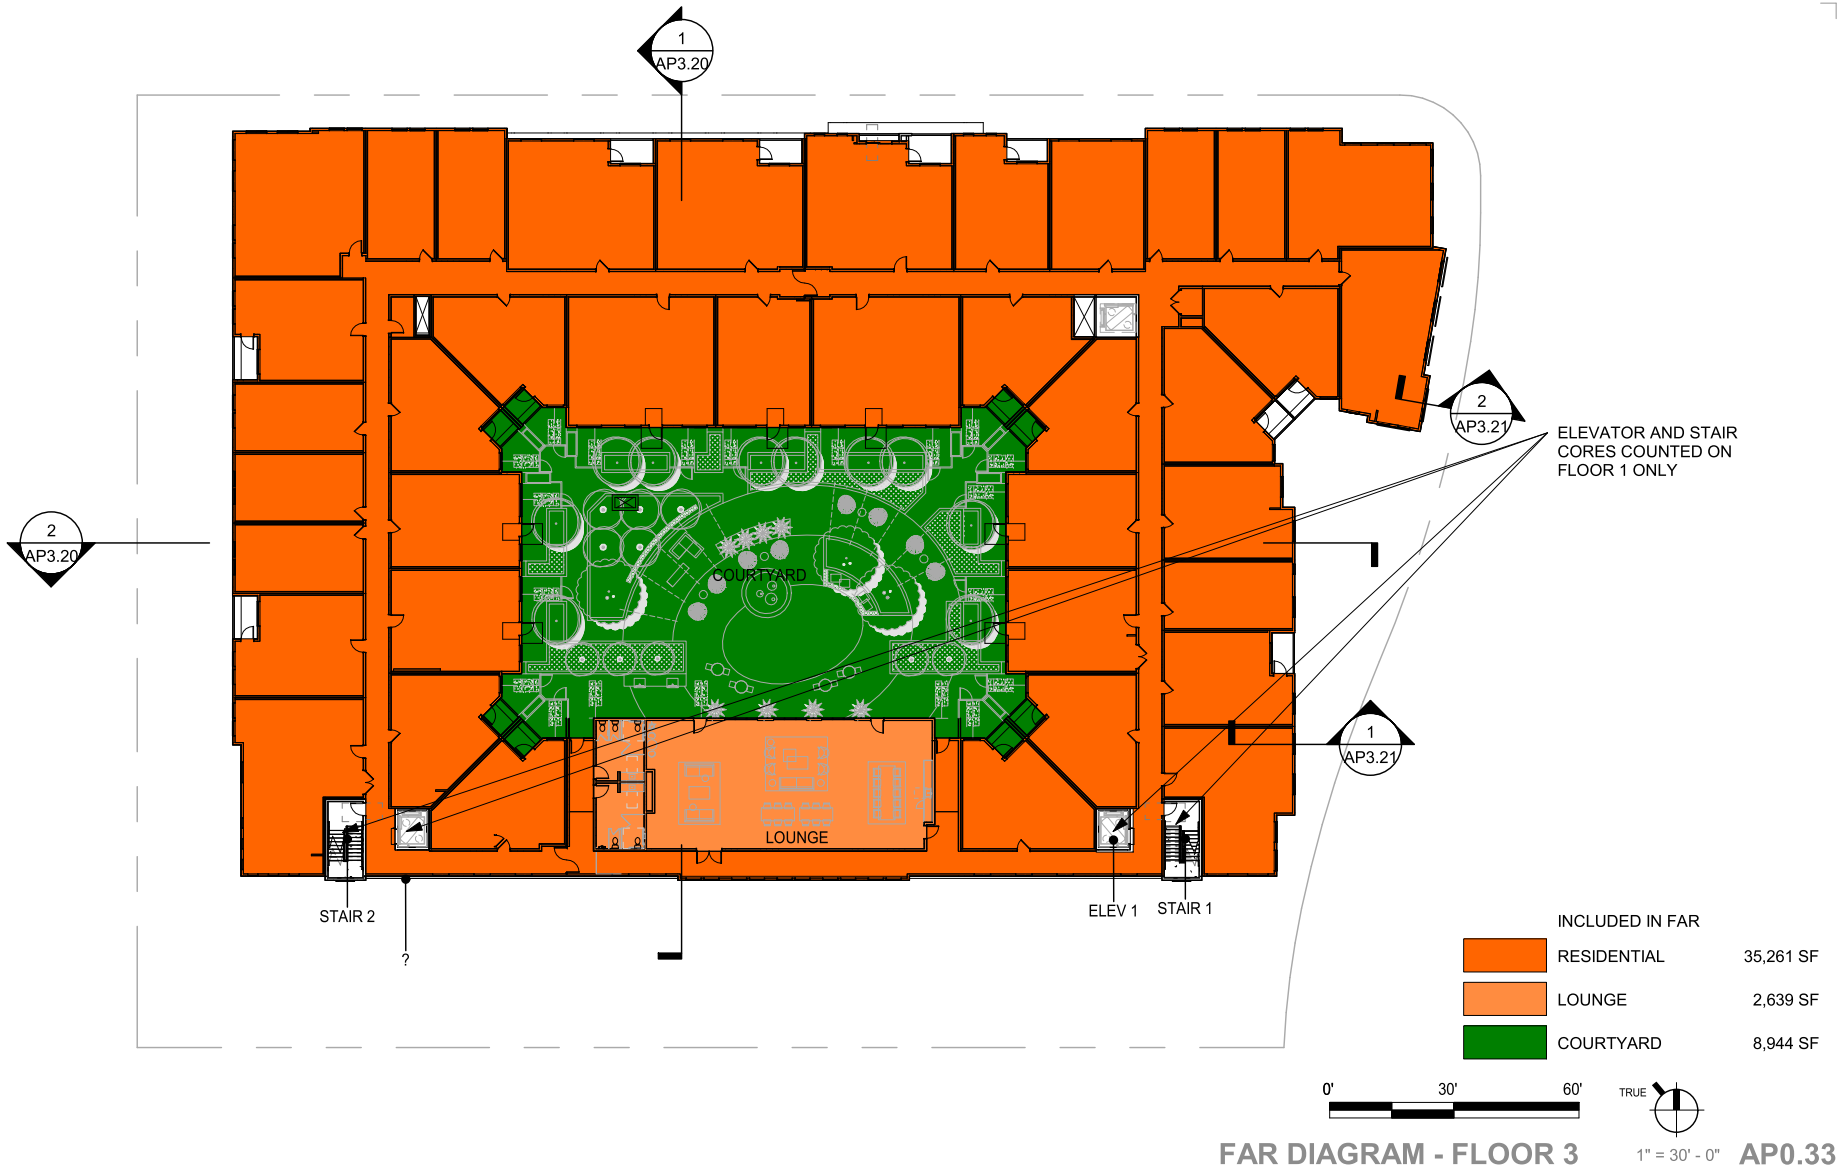 1
AP3.20
2
AP3.21
ELEVATOR AND STAIR
CORES COUNTED ON
FLOOR 1 ONLY
2
AP3.20
COURTYARD
1
AP3.21
LOUNGE
STAIR 2
ELEV 1
STAIR 1
?
INCLUDED IN FAR
RESIDENTIAL 35,261 SF
LOUNGE 2,639 SF
COURTYARD 8,944 SF
0' 30' 60'
TRUE
FAR DIAGRAM - FLOOR 3 1" = 30' - 0" AP0.33